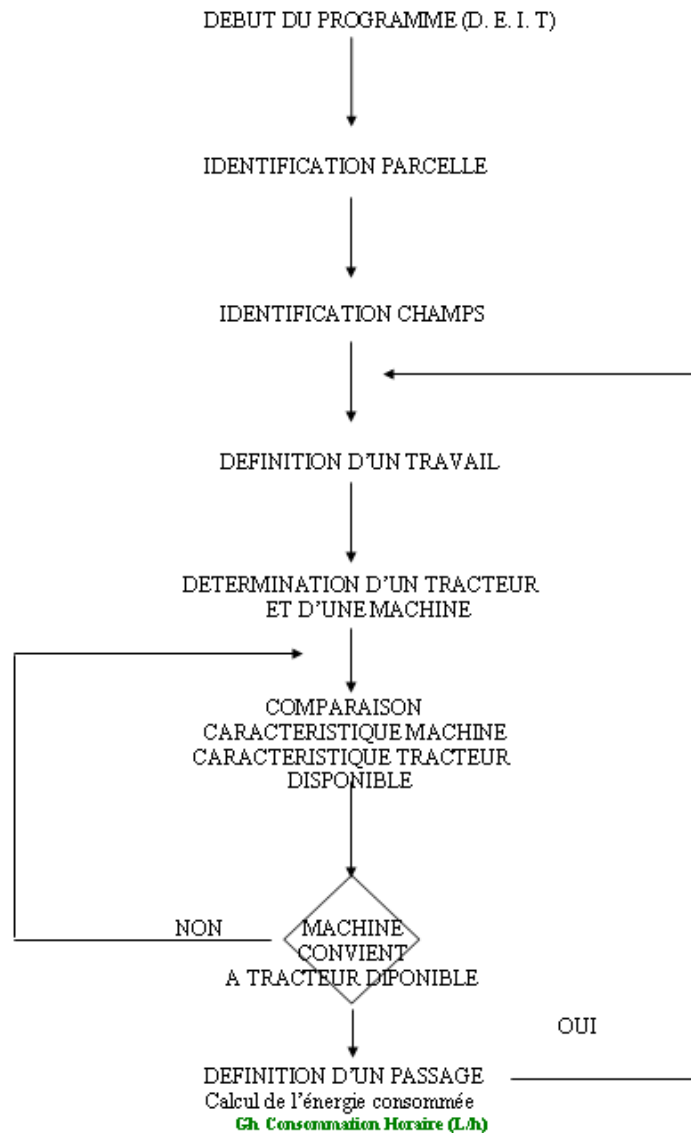 DEBUT DU PROGRAMME (D. E. I. T)
IDENTIFICATION PARCELLE
IDENTIFICATION CHAMPS
DEFINITION D'UN TRAVAIL
DETERMINATION D'UN TRACTEUR
ET D'UNE MACHINE
COMPARAISON
CARACTERISTIQUE MACHINE
CARACTERISTIQUE TRACTEUR
DISPONIBLE
NON
MACHINE
CONVIENT
A TRACTEUR DIPONIBLE
OUI
DEFINITION D'UN PASSAGE
Calcul de l'énergie consommée
Gh Consommation Horaire (L/h)